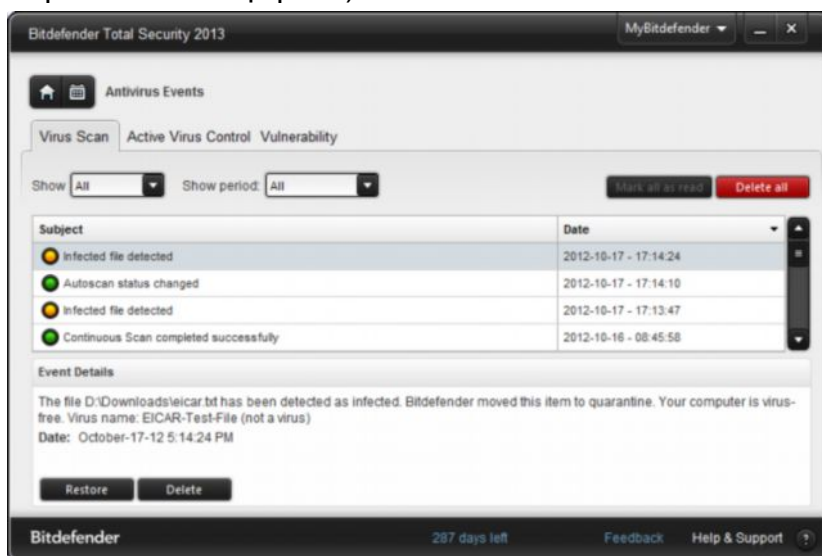 Bitdefender Total Security 2013
MyBitdefender
Antivirus Events
Virus Scan Active Virus Control Vulnerability
Show All Show period: All Mark all as read Delete all
Subject Date
Infected file detected 2012-10-17 - 17:14:24
Autoscan status changed 2012-10-17 - 17:14:10
Infected file detected 2012-10-17 - 17:13:47
Continuous Scan completed successfully 2012-10-16 - 08:45:58
Event Details
The file D:\Downloads\eicar.txt has been detected as infected. Bitdefender moved this item to quarantine. Your computer is virus-
free. Virus name: EICAR-Test-File (not a virus)
Date: October-17-12 5:14:24 PM
Restore Delete
Bitdefender 287 days left Feedback Help & Support ?